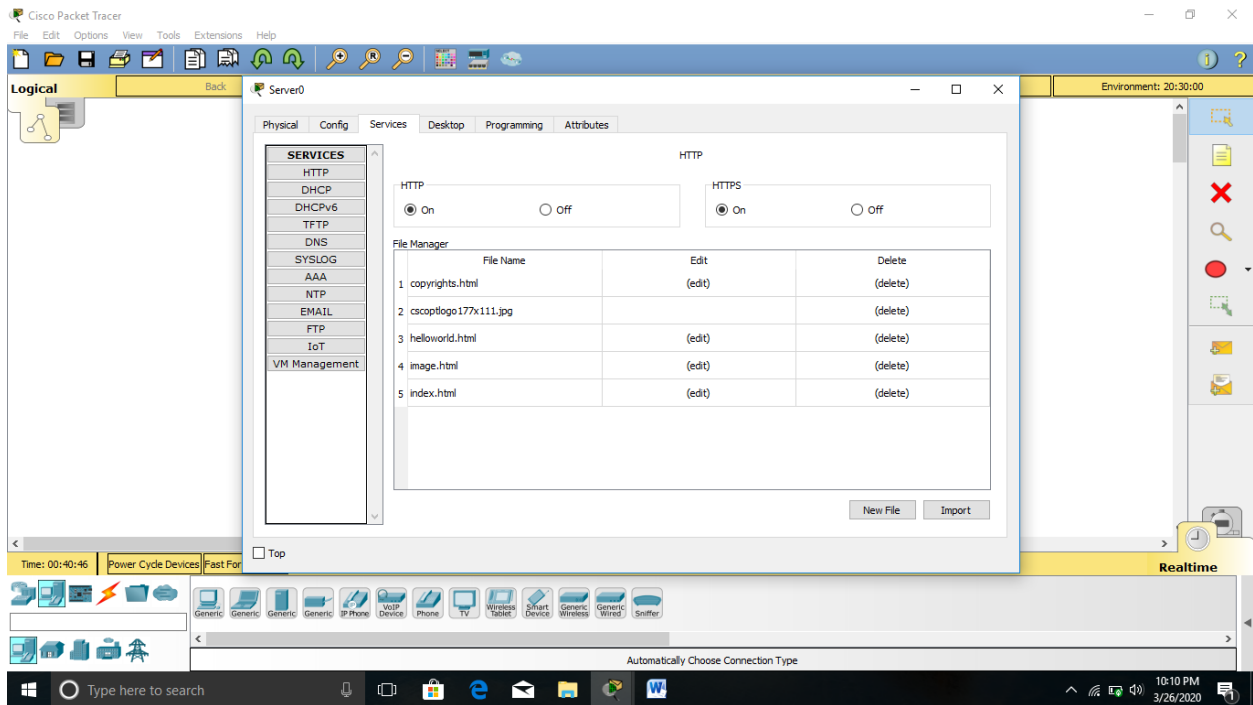 Cisco Packet Tracer
File Edit Options View Tools Extensions Help
Logical
Back
Environment: 20:30:00
Server0
Physical Config Services Desktop Programming Attributes
SERVICES
HTTP
DHCP
DHCPv6
TFTP
DNS
SYSLOG
AAA
NTP
EMAIL
FTP
IoT
VM Management
HTTP
HTTP
On Off
HTTPS
On Off
File Manager
File Name Edit Delete
1 copyrights.html (edit) (delete)
2 cscoptlogo177x111.jpg (delete)
3 helloworld.html (edit) (delete)
4 image.html (edit) (delete)
5 index.html (edit) (delete)
New File Import
Top
Time: 00:40:46 Power Cycle Devices Fast For
Realtime
Generic Generic Generic Generic IP Phone VoIP Device Phone TV Wireless Tablet Smart Device Generic Wireless Generic Wired Sniffer
Automatically Choose Connection Type
Type here to search
10:10 PM
3/26/2020